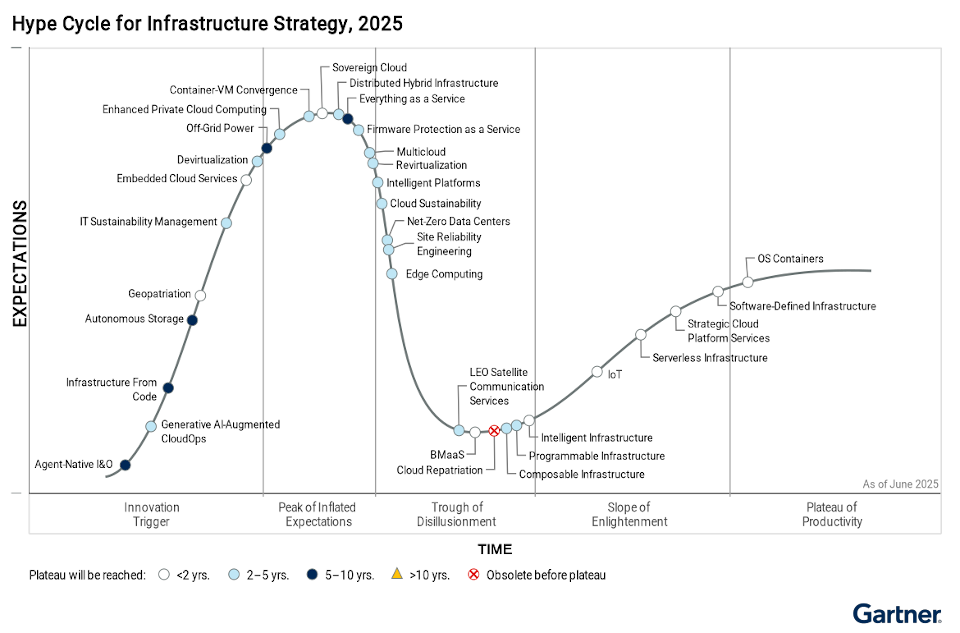 Hype Cycle for Infrastructure Strategy, 2025
EXPECTATIONS
Sovereign Cloud
Distributed Hybrid Infrastructure
Container-VM Convergence
Everything as a Service
Enhanced Private Cloud Computing
Off-Grid Power
Firmware Protection as a Service
Devirtualization
Multicloud
Revirtualization
Embedded Cloud Services
Intelligent Platforms
Cloud Sustainability
IT Sustainability Management
Net-Zero Data Centers
Site Reliability
Engineering
Edge Computing
Geopatriation
Autonomous Storage
Infrastructure From
Code
Generative AI-Augmented
CloudOps
Agent-Native I&O
LEO Satellite
Communication
Services
BMaaS
Cloud Repatriation
Composable Infrastructure
Programmable Infrastructure
Intelligent Infrastructure
IoT
Serverless Infrastructure
Strategic Cloud
Platform Services
Software-Defined Infrastructure
OS Containers
As of June 2025
Innovation
Trigger
Peak of Inflated
Expectations
Trough of
Disillusionment
Slope of
Enlightenment
Plateau of
Productivity
TIME
Plateau will be reached: <2 yrs. 2–5 yrs. 5–10 yrs. >10 yrs. Obsolete before plateau
Gartner.